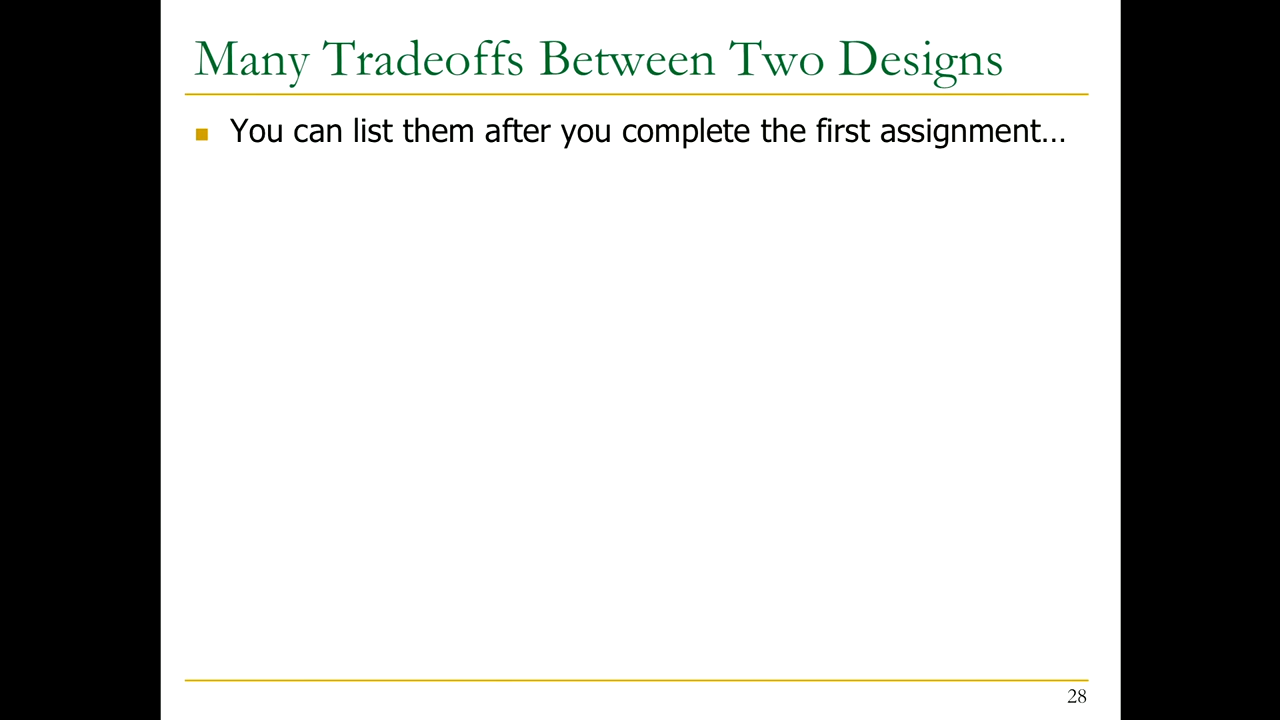 Many Tradeoffs Between Two Designs
You can list them after you complete the first assignment…
28